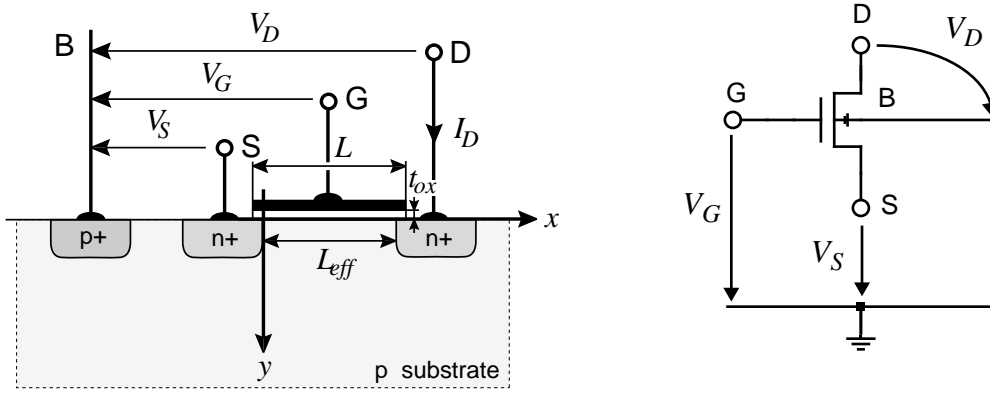 B
V_D
D
V_G
G
V_S
S
L
I_D
t_ox
x
p+
n+
n+
L_eff
y
p substrate
D
V_D
G
B
V_G
S
V_S